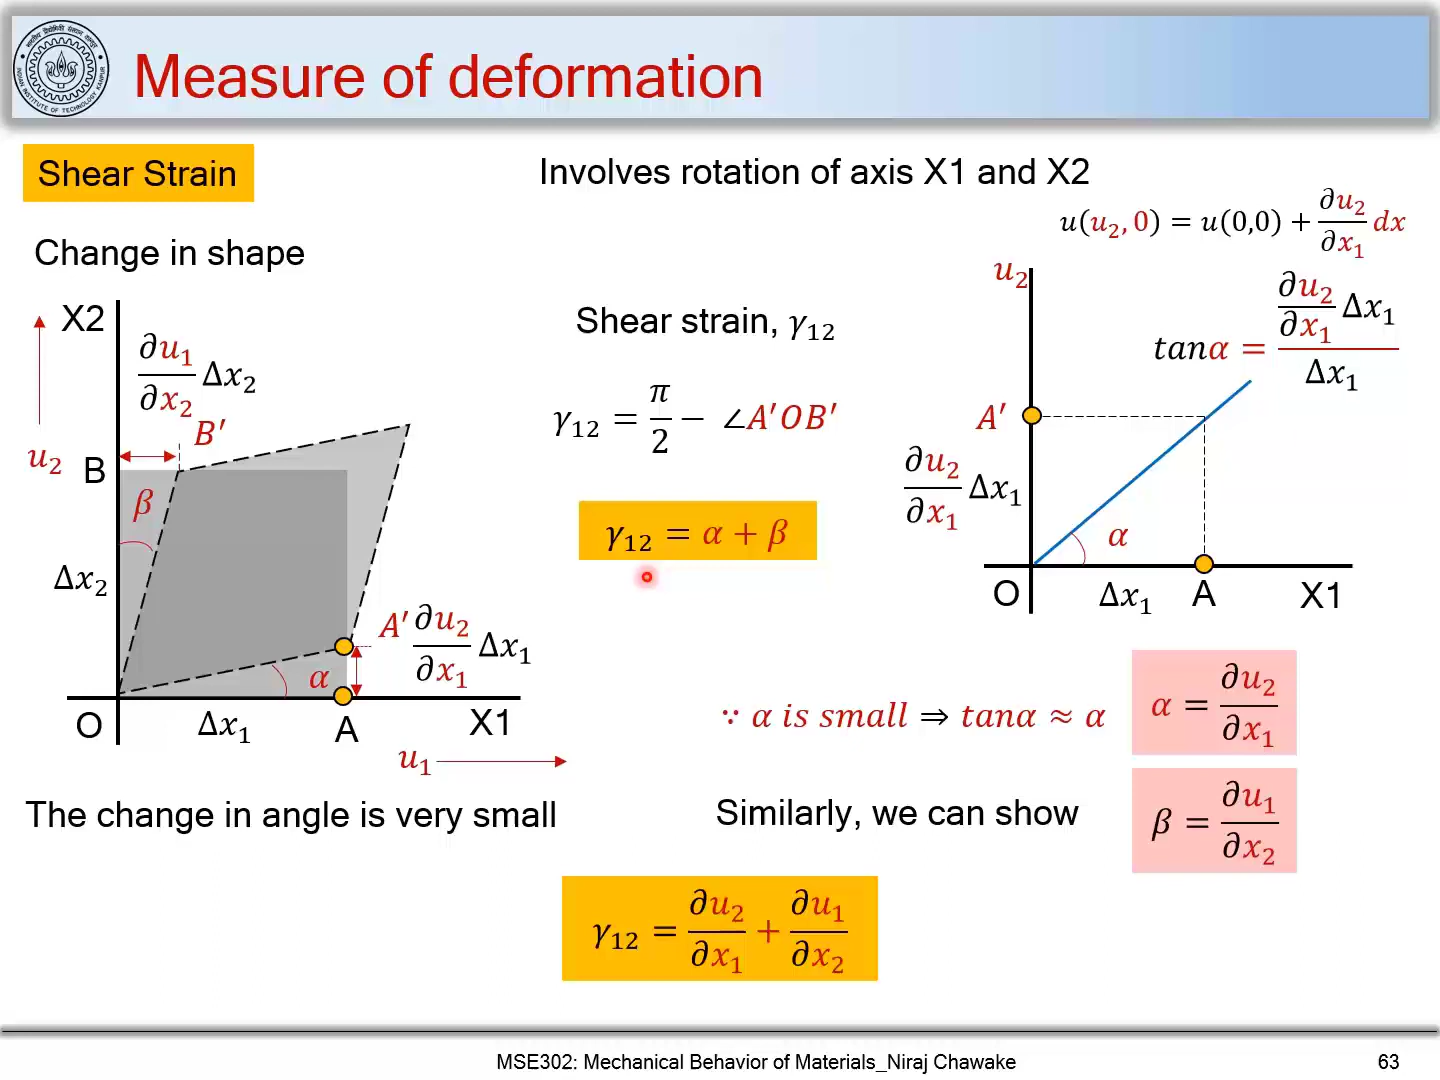 Measure of deformation
Shear Strain
Involves rotation of axis X1 and X2
u(u₂, 0) = u(0,0) + ∂u₂/∂x₁ dx
Change in shape
X2
∂u₁/∂x₂ Δx₂
B′
u₂
B
β
Δx₂
A′
∂u₂/∂x₁ Δx₁
α
O
Δx₁
A
X1
u₁
The change in angle is very small
Shear strain, γ₁₂
γ₁₂ = π/2 − ∠A′OB′
γ₁₂ = α + β
u₂
tanα = (∂u₂/∂x₁ Δx₁)/Δx₁
A′
∂u₂/∂x₁ Δx₁
α
O
Δx₁
A
X1
∵ α is small ⇒ tanα ≈ α
α = ∂u₂/∂x₁
Similarly, we can show
β = ∂u₁/∂x₂
γ₁₂ = ∂u₂/∂x₁ + ∂u₁/∂x₂
MSE302: Mechanical Behavior of Materials_Niraj Chawake
63